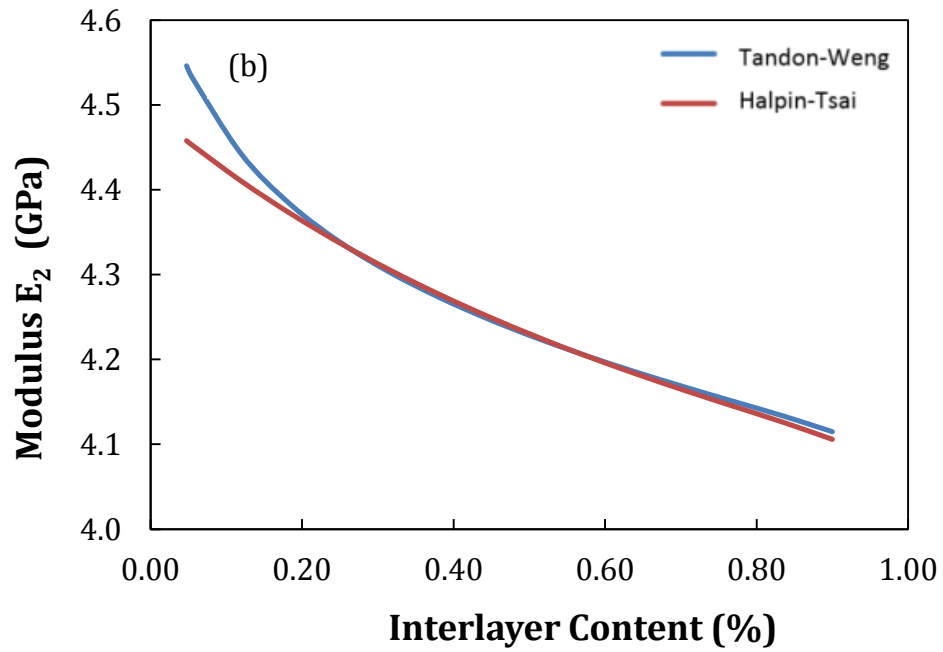 4.6
(b)
Tandon-Weng
4.5
Halpin-Tsai
4.4
4.3
4.2
4.1
4.0
Modulus E₂ (GPa)
0.00 0.20 0.40 0.60 0.80 1.00
Interlayer Content (%)